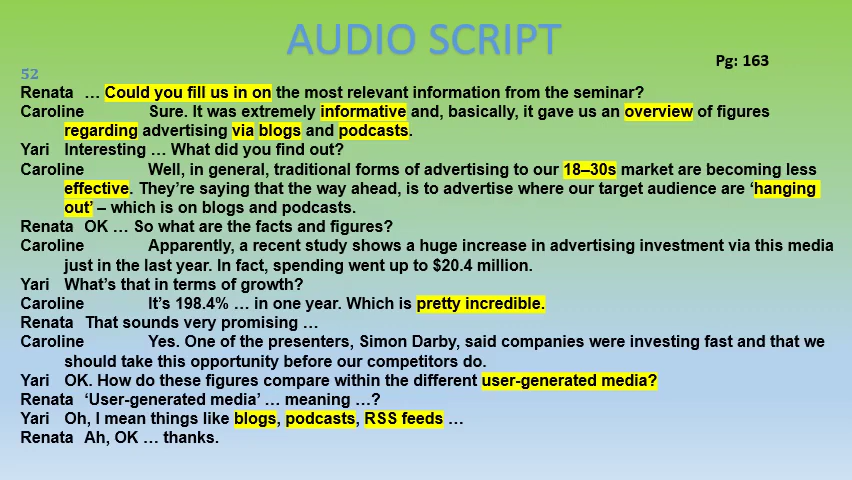 AUDIO SCRIPT
Pg: 163
52
Renata … Could you fill us in on the most relevant information from the seminar?
Caroline Sure. It was extremely informative and, basically, it gave us an overview of figures
regarding advertising via blogs and podcasts.
Yari Interesting … What did you find out?
Caroline Well, in general, traditional forms of advertising to our 18–30s market are becoming less
effective. They’re saying that the way ahead, is to advertise where our target audience are ‘hanging
out’ – which is on blogs and podcasts.
Renata OK … So what are the facts and figures?
Caroline Apparently, a recent study shows a huge increase in advertising investment via this media
just in the last year. In fact, spending went up to $20.4 million.
Yari What’s that in terms of growth?
Caroline It’s 198.4% … in one year. Which is pretty incredible.
Renata That sounds very promising …
Caroline Yes. One of the presenters, Simon Darby, said companies were investing fast and that we
should take this opportunity before our competitors do.
Yari OK. How do these figures compare within the different user-generated media?
Renata ‘User-generated media’ … meaning …?
Yari Oh, I mean things like blogs, podcasts, RSS feeds …
Renata Ah, OK … thanks.